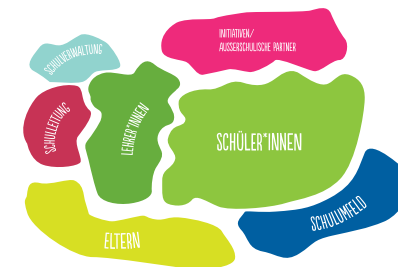 SCHULVERWALTUNG
INITIATIVEN/
AUSSERSCHULISCHE PARTNER
SCHULLEITUNG
LEHRER*INNEN
SCHÜLER*INNEN
ELTERN
SCHULUMFELD